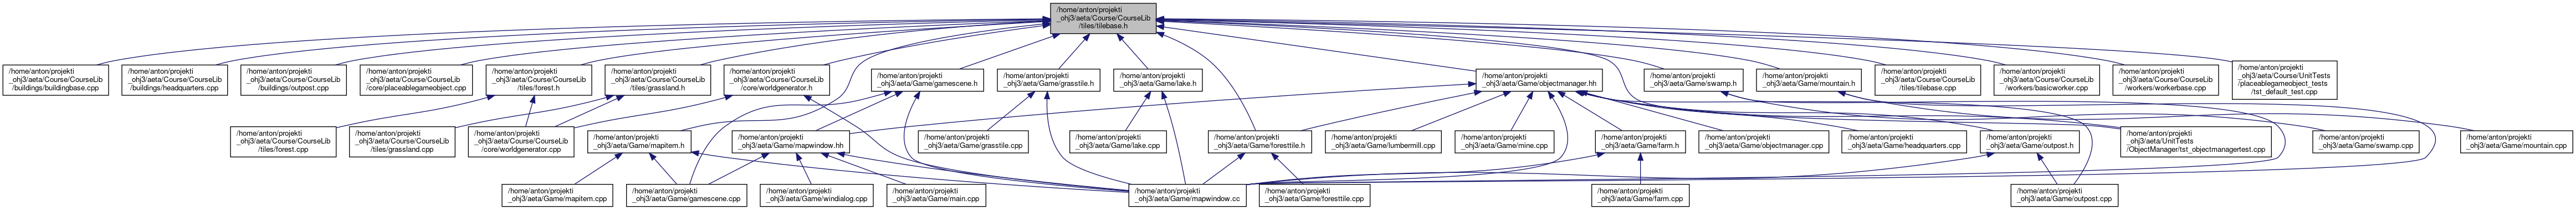 /home/anton/projekti
_ohj3/aeta/Course/CourseLib
/tiles/tilebase.h
/home/anton/projekti
_ohj3/aeta/Course/CourseLib
/buildings/buildingbase.cpp
/home/anton/projekti
_ohj3/aeta/Course/CourseLib
/buildings/headquarters.cpp
/home/anton/projekti
_ohj3/aeta/Course/CourseLib
/buildings/outpost.cpp
/home/anton/projekti
_ohj3/aeta/Course/CourseLib
/core/placeablegameobject.cpp
/home/anton/projekti
_ohj3/aeta/Course/CourseLib
/tiles/forest.h
/home/anton/projekti
_ohj3/aeta/Course/CourseLib
/tiles/grassland.h
/home/anton/projekti
_ohj3/aeta/Course/CourseLib
/core/worldgenerator.h
/home/anton/projekti
_ohj3/aeta/Game/gamescene.h
/home/anton/projekti
_ohj3/aeta/Game/grasstile.h
/home/anton/projekti
_ohj3/aeta/Game/lake.h
/home/anton/projekti
_ohj3/aeta/Game/objectmanager.hh
/home/anton/projekti
_ohj3/aeta/Game/swamp.h
/home/anton/projekti
_ohj3/aeta/Game/mountain.h
/home/anton/projekti
_ohj3/aeta/Course/CourseLib
/tiles/tilebase.cpp
/home/anton/projekti
_ohj3/aeta/Course/CourseLib
/workers/basicworker.cpp
/home/anton/projekti
_ohj3/aeta/Course/CourseLib
/workers/workerbase.cpp
/home/anton/projekti
_ohj3/aeta/Course/UnitTests
/placeablegameobject_tests
/tst_default_test.cpp
/home/anton/projekti
_ohj3/aeta/Course/CourseLib
/tiles/forest.cpp
/home/anton/projekti
_ohj3/aeta/Course/CourseLib
/tiles/grassland.cpp
/home/anton/projekti
_ohj3/aeta/Course/CourseLib
/core/worldgenerator.cpp
/home/anton/projekti
_ohj3/aeta/Game/mapitem.h
/home/anton/projekti
_ohj3/aeta/Game/mapwindow.hh
/home/anton/projekti
_ohj3/aeta/Game/grasstile.cpp
/home/anton/projekti
_ohj3/aeta/Game/lake.cpp
/home/anton/projekti
_ohj3/aeta/Game/foresttile.h
/home/anton/projekti
_ohj3/aeta/Game/lumbermill.cpp
/home/anton/projekti
_ohj3/aeta/Game/mine.cpp
/home/anton/projekti
_ohj3/aeta/Game/farm.h
/home/anton/projekti
_ohj3/aeta/Game/objectmanager.cpp
/home/anton/projekti
_ohj3/aeta/Game/headquarters.cpp
/home/anton/projekti
_ohj3/aeta/Game/outpost.h
/home/anton/projekti
_ohj3/aeta/UnitTests
/ObjectManager/tst_objectmanagertest.cpp
/home/anton/projekti
_ohj3/aeta/Game/swamp.cpp
/home/anton/projekti
_ohj3/aeta/Game/mountain.cpp
/home/anton/projekti
_ohj3/aeta/Game/mapitem.cpp
/home/anton/projekti
_ohj3/aeta/Game/gamescene.cpp
/home/anton/projekti
_ohj3/aeta/Game/windialog.cpp
/home/anton/projekti
_ohj3/aeta/Game/main.cpp
/home/anton/projekti
_ohj3/aeta/Game/mapwindow.cc
/home/anton/projekti
_ohj3/aeta/Game/foresttile.cpp
/home/anton/projekti
_ohj3/aeta/Game/farm.cpp
/home/anton/projekti
_ohj3/aeta/Game/outpost.cpp